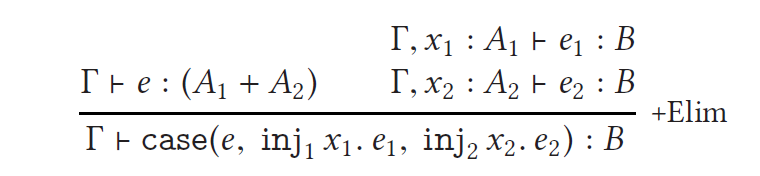 Γ, x₁ : A₁ ⊢ e₁ : B
Γ ⊢ e : (A₁ + A₂) Γ, x₂ : A₂ ⊢ e₂ : B
+Elim
Γ ⊢ case(e, inj₁ x₁. e₁, inj₂ x₂. e₂) : B